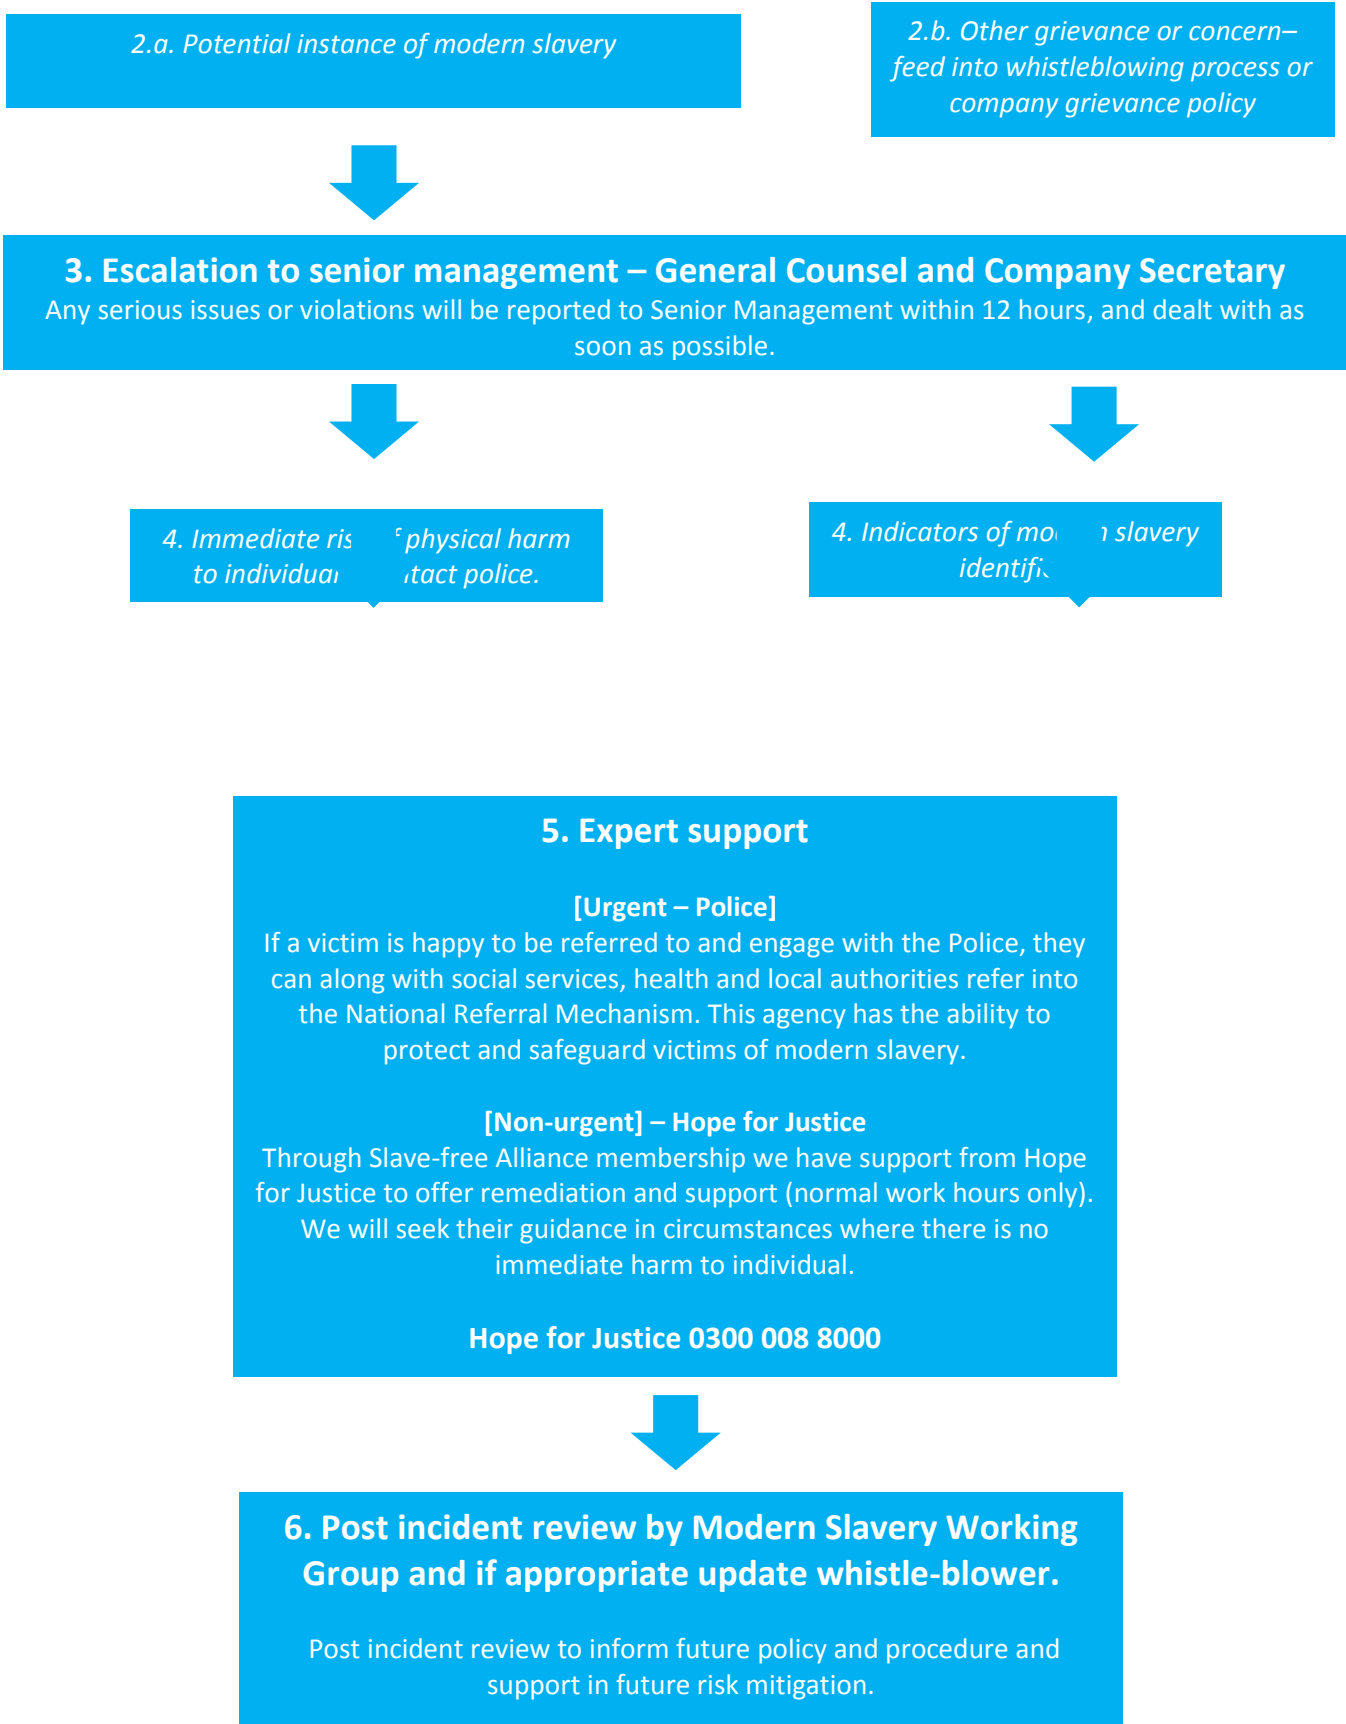 2.a. Potential instance of modern slavery
2.b. Other grievance or concern–
feed into whistleblowing process or
company grievance policy
3. Escalation to senior management – General Counsel and Company Secretary
Any serious issues or violations will be reported to Senior Management within 12 hours, and dealt with as
soon as possible.
4. Immediate physical harm
to police.
4. Indicators of slavery
5. Expert support
[Urgent – Police]
If a victim is happy to be referred to and engage with the Police, they
can along with social services, health and local authorities refer into
the National Referral Mechanism. This agency has the ability to
protect and safeguard victims of modern slavery.
[Non-urgent] – Hope for Justice
Through Slave-free Alliance membership we have support from Hope
for Justice to offer remediation and support (normal work hours only).
We will seek their guidance in circumstances where there is no
immediate harm to individual.
Hope for Justice 0300 008 8000
6. Post incident review by Modern Slavery Working
Group and if appropriate update whistle-blower.
Post incident review to inform future policy and procedure and
support in future risk mitigation.